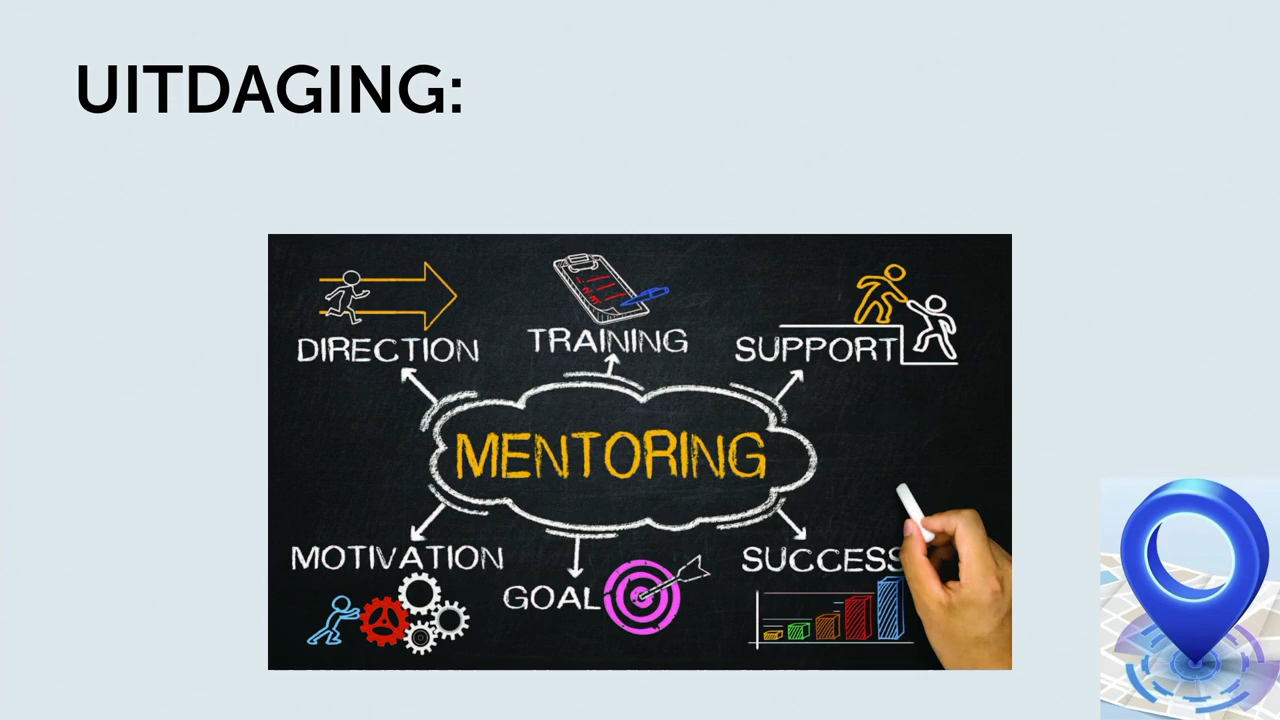 UITDAGING:
DIRECTION
TRAINING
SUPPORT
MENTORING
MOTIVATION
GOAL
SUCCESS